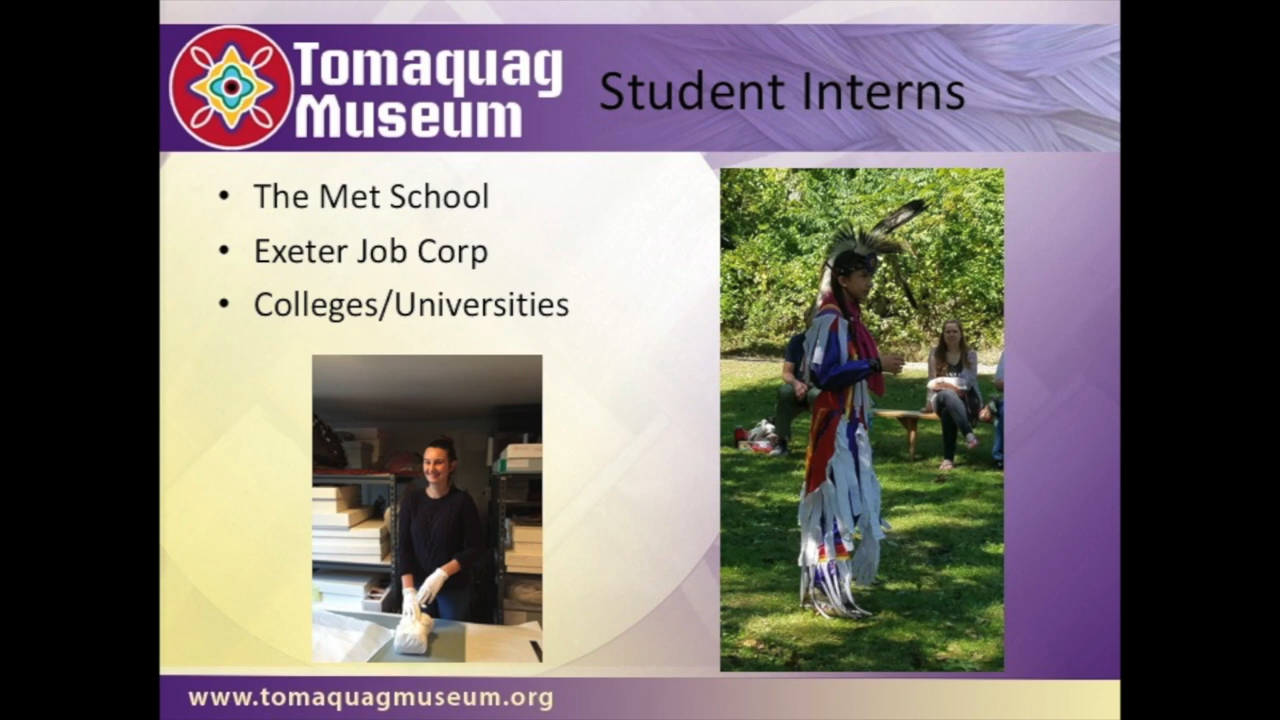 Tomaquag
Museum
Student Interns
• The Met School
• Exeter Job Corp
• Colleges/Universities
www.tomaquagmuseum.org